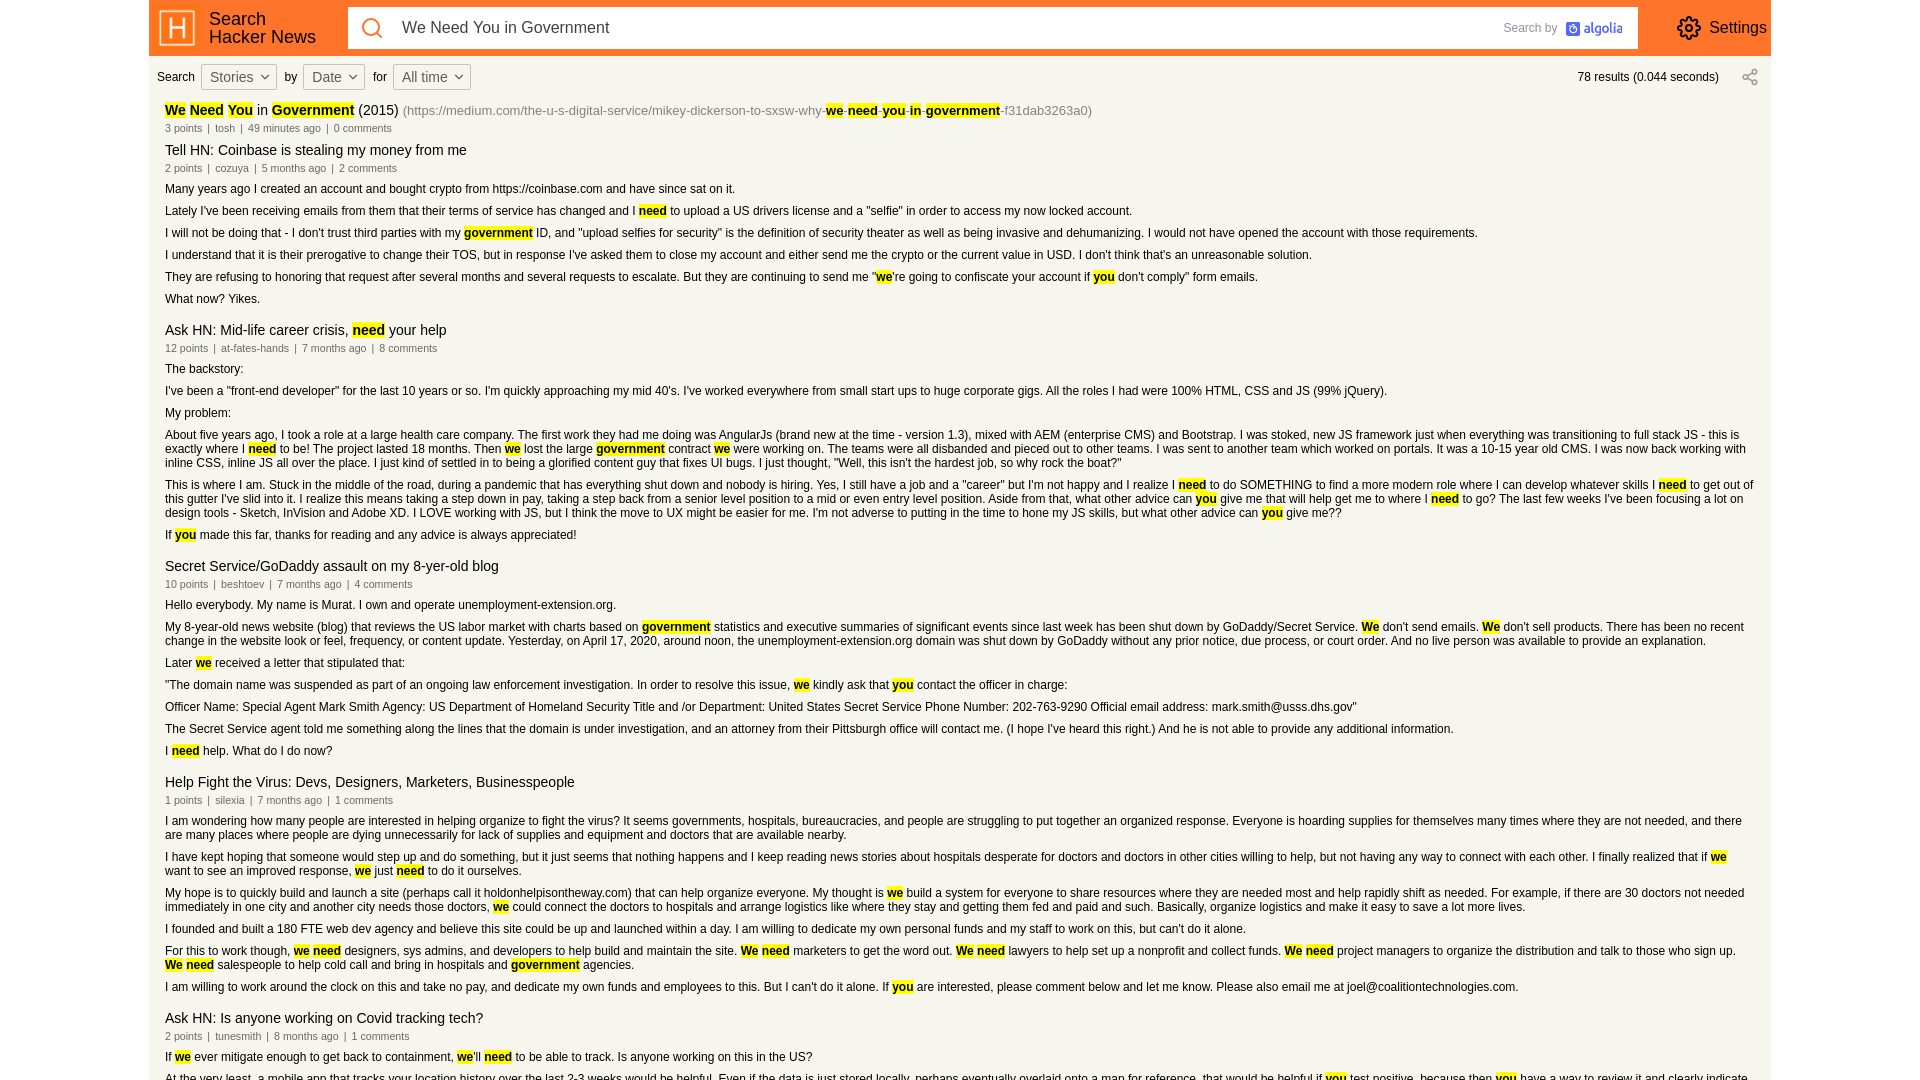 H
Search
Hacker News
We Need You in Government
Search by algolia
Settings
Search Stories by Date for All time
78 results (0.044 seconds)
We Need You in Government (2015) (https://medium.com/the-u-s-digital-service/mikey-dickerson-to-sxsw-why-we-need-you-in-government-f31dab3263a0)
3 points | tosh | 49 minutes ago | 0 comments
Tell HN: Coinbase is stealing my money from me
2 points | cozuya | 5 months ago | 2 comments
Many years ago I created an account and bought crypto from https://coinbase.com and have since sat on it.
Lately I've been receiving emails from them that their terms of service has changed and I need to upload a US drivers license and a "selfie" in order to access my now locked account.
I will not be doing that - I don't trust third parties with my government ID, and "upload selfies for security" is the definition of security theater as well as being invasive and dehumanizing. I would not have opened the account with those requirements.
I understand that it is their prerogative to change their TOS, but in response I've asked them to close my account and either send me the crypto or the current value in USD. I don't think that's an unreasonable solution.
They are refusing to honoring that request after several months and several requests to escalate. But they are continuing to send me "we're going to confiscate your account if you don't comply" form emails.
What now? Yikes.
Ask HN: Mid-life career crisis, need your help
12 points | at-fates-hands | 7 months ago | 8 comments
The backstory:
I've been a "front-end developer" for the last 10 years or so. I'm quickly approaching my mid 40's. I've worked everywhere from small start ups to huge corporate gigs. All the roles I had were 100% HTML, CSS and JS (99% jQuery).
My problem:
About five years ago, I took a role at a large health care company. The first work they had me doing was AngularJs (brand new at the time - version 1.3), mixed with AEM (enterprise CMS) and Bootstrap. I was stoked, new JS framework just when everything was transitioning to full stack JS - this is
exactly where I need to be! The project lasted 18 months. Then we lost the large government contract we were working on. The teams were all disbanded and pieced out to other teams. I was sent to another team which worked on portals. It was a 10-15 year old CMS. I was now back working with
inline CSS, inline JS all over the place. I just kind of settled in to being a glorified content guy that fixes UI bugs. I just thought, "Well, this isn't the hardest job, so why rock the boat?"
This is where I am. Stuck in the middle of the road, during a pandemic that has everything shut down and nobody is hiring. Yes, I still have a job and a "career" but I'm not happy and I realize I need to do SOMETHING to find a more modern role where I can develop whatever skills I need to get out of
this gutter I've slid into it. I realize this means taking a step down in pay, taking a step back from a senior level position to a mid or even entry level position. Aside from that, what other advice can you give me that will help get me to where I need to go? The last few weeks I've been focusing a lot on
design tools - Sketch, InVision and Adobe XD. I LOVE working with JS, but I think the move to UX might be easier for me. I'm not adverse to putting in the time to hone my JS skills, but what other advice can you give me??
If you made this far, thanks for reading and any advice is always appreciated!
Secret Service/GoDaddy assault on my 8-yer-old blog
10 points | beshtoev | 7 months ago | 4 comments
Hello everybody. My name is Murat. I own and operate unemployment-extension.org.
My 8-year-old news website (blog) that reviews the US labor market with charts based on government statistics and executive summaries of significant events since last week has been shut down by GoDaddy/Secret Service. We don't send emails. We don't sell products. There has been no recent
change in the website look or feel, frequency, or content update. Yesterday, on April 17, 2020, around noon, the unemployment-extension.org domain was shut down by GoDaddy without any prior notice, due process, or court order. And no live person was available to provide an explanation.
Later we received a letter that stipulated that:
"The domain name was suspended as part of an ongoing law enforcement investigation. In order to resolve this issue, we kindly ask that you contact the officer in charge:
Officer Name: Special Agent Mark Smith Agency: US Department of Homeland Security Title and /or Department: United States Secret Service Phone Number: 202-763-9290 Official email address: mark.smith@usss.dhs.gov"
The Secret Service agent told me something along the lines that the domain is under investigation, and an attorney from their Pittsburgh office will contact me. (I hope I've heard this right.) And he is not able to provide any additional information.
I need help. What do I do now?
Help Fight the Virus: Devs, Designers, Marketers, Businesspeople
1 points | silexia | 7 months ago | 1 comments
I am wondering how many people are interested in helping organize to fight the virus? It seems governments, hospitals, bureaucracies, and people are struggling to put together an organized response. Everyone is hoarding supplies for themselves many times where they are not needed, and there
are many places where people are dying unnecessarily for lack of supplies and equipment and doctors that are available nearby.
I have kept hoping that someone would step up and do something, but it just seems that nothing happens and I keep reading news stories about hospitals desperate for doctors and doctors in other cities willing to help, but not having any way to connect with each other. I finally realized that if we
want to see an improved response, we just need to do it ourselves.
My hope is to quickly build and launch a site (perhaps call it holdonhelpisontheway.com) that can help organize everyone. My thought is we build a system for everyone to share resources where they are needed most and help rapidly shift as needed. For example, if there are 30 doctors not needed
immediately in one city and another city needs those doctors, we could connect the doctors to hospitals and arrange logistics like where they stay and getting them fed and paid and such. Basically, organize logistics and make it easy to save a lot more lives.
I founded and built a 180 FTE web dev agency and believe this site could be up and launched within a day. I am willing to dedicate my own personal funds and my staff to work on this, but can't do it alone.
For this to work though, we need designers, sys admins, and developers to help build and maintain the site. We need marketers to get the word out. We need lawyers to help set up a nonprofit and collect funds. We need project managers to organize the distribution and talk to those who sign up.
We need salespeople to help cold call and bring in hospitals and government agencies.
I am willing to work around the clock on this and take no pay, and dedicate my own funds and employees to this. But I can't do it alone. If you are interested, please comment below and let me know. Please also email me at joel@coalitiontechnologies.com.
Ask HN: Is anyone working on Covid tracking tech?
2 points | tunesmith | 8 months ago | 1 comments
If we ever mitigate enough to get back to containment, we'll need to be able to track. Is anyone working on this in the US?
At the very least, a mobile app that tracks your location history over the last 2-3 weeks would be helpful. Even if the data is just stored locally, perhaps eventually overlaid onto a map for reference, that would be helpful if you test positive, because then you have a way to review it and clearly indicate